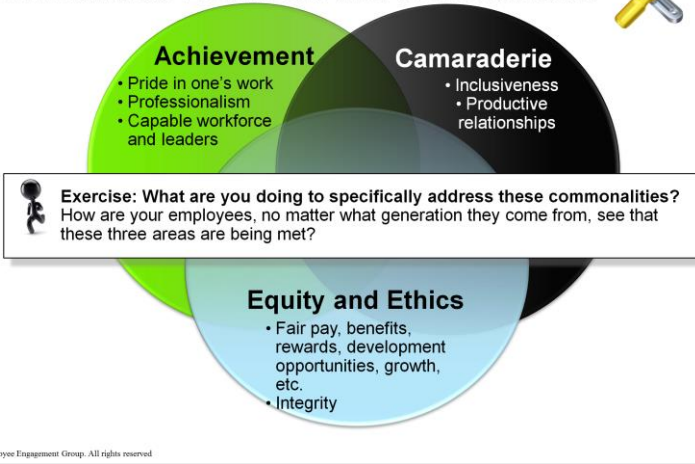 Achievement
• Pride in one's work
• Professionalism
• Capable workforce
and leaders
Camaraderie
• Inclusiveness
• Productive
relationships
Exercise: What are you doing to specifically address these commonalities?
How are your employees, no matter what generation they come from, see that
these three areas are being met?
Equity and Ethics
• Fair pay, benefits,
rewards, development
opportunities, growth,
etc.
• Integrity
Engagement Group. All rights reserved